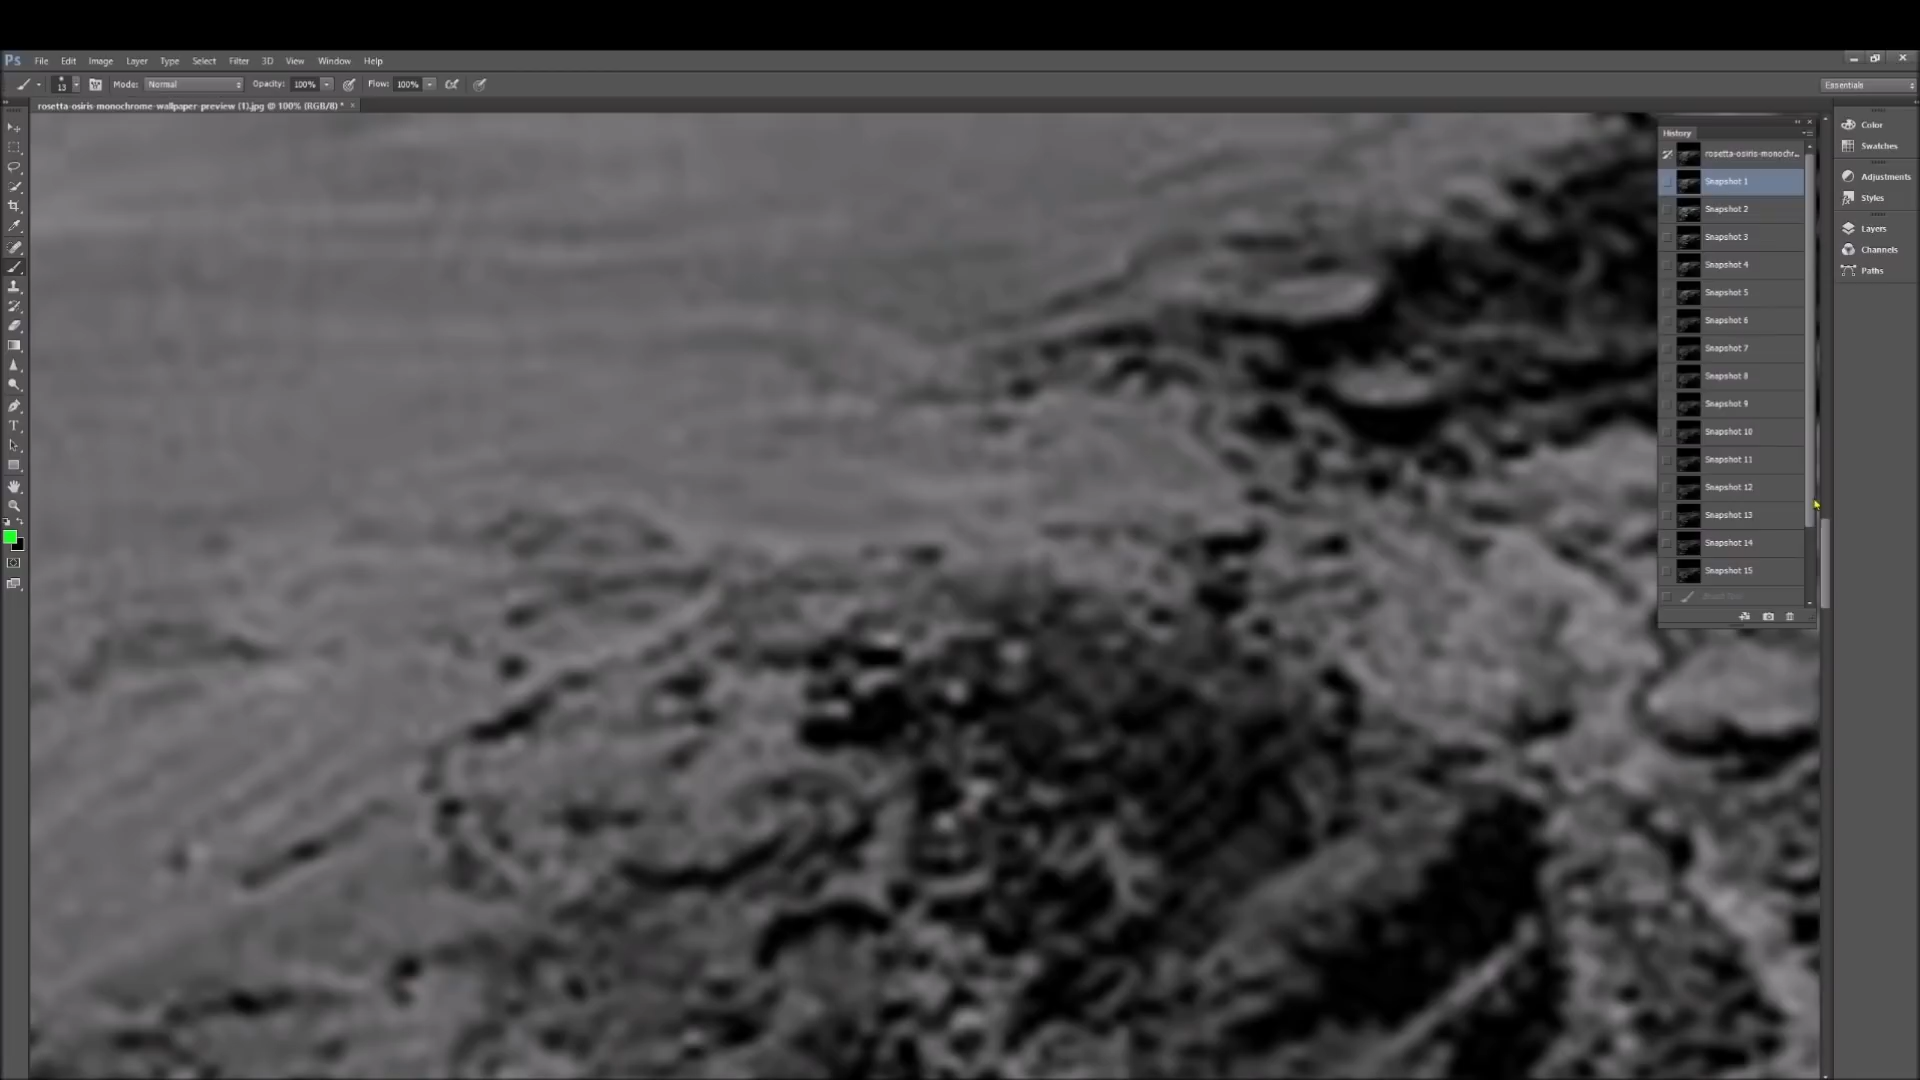 Ps File Edit Image Layer Type Select Filter 3D View Window Help
13 Mode: Normal Opacity: 100% Flow: 100% Essentials
rosetta-osiris-monochrome-wallpaper-preview (1).jpg @ 100% (RGB/8) * ×
History
rosetta-osiris-monochr...
Snapshot 1
Snapshot 2
Snapshot 3
Snapshot 4
Snapshot 5
Snapshot 6
Snapshot 7
Snapshot 8
Snapshot 9
Snapshot 10
Snapshot 11
Snapshot 12
Snapshot 13
Snapshot 14
Snapshot 15
Color
Swatches
Adjustments
Styles
Layers
Channels
Paths